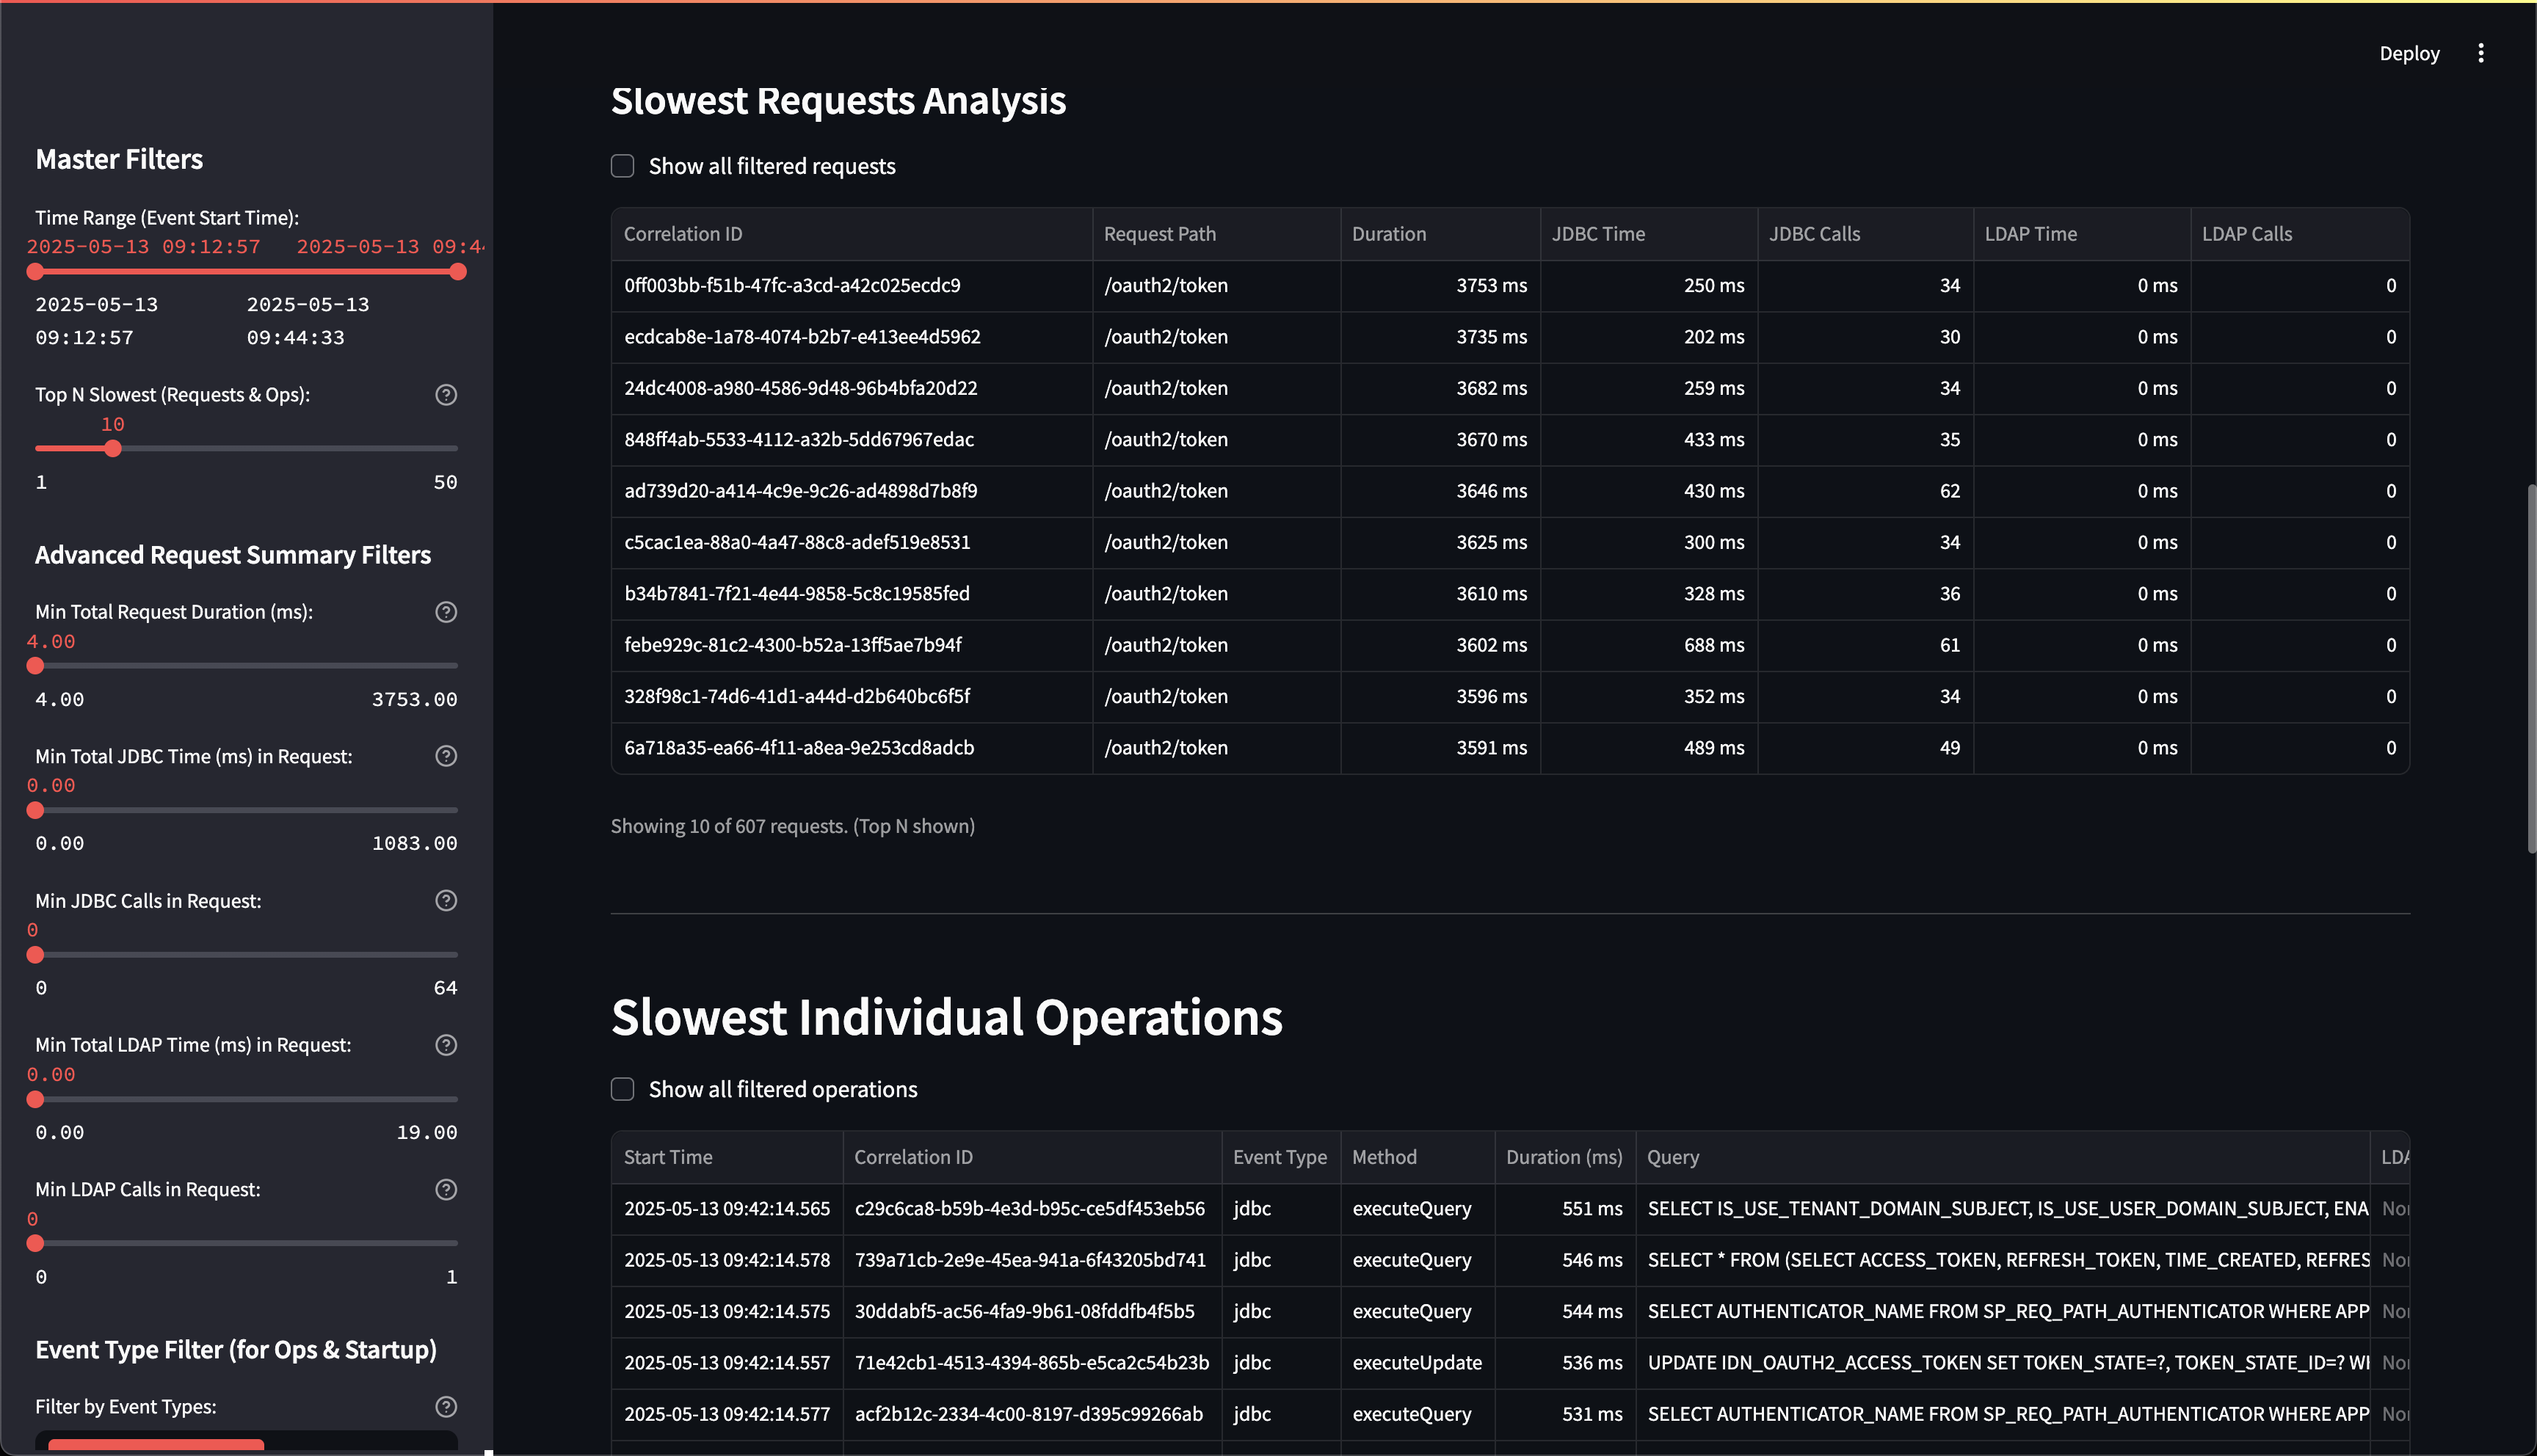 Deploy
Master Filters
Time Range (Event Start Time):
2025-05-13 09:12:57 2025-05-13 09:44
2025-05-13 09:12:57
2025-05-13 09:44:33
Top N Slowest (Requests & Ops):
10
1 50
Advanced Request Summary Filters
Min Total Request Duration (ms):
4.00
4.00 3753.00
Min Total JDBC Time (ms) in Request:
0.00
0.00 1083.00
Min JDBC Calls in Request:
0
0 64
Min Total LDAP Time (ms) in Request:
0.00
0.00 19.00
Min LDAP Calls in Request:
0
0 1
Event Type Filter (for Ops & Startup)
Filter by Event Types:
Slowest Requests Analysis
Show all filtered requests
Correlation ID Request Path Duration JDBC Time JDBC Calls LDAP Time LDAP Calls
0ff003bb-f51b-47fc-a3cd-a42c025ecdc9 /oauth2/token 3753 ms 250 ms 34 0 ms 0
ecdcab8e-1a78-4074-b2b7-e413ee4d5962 /oauth2/token 3735 ms 202 ms 30 0 ms 0
24dc4008-a980-4586-9d48-96b4bfa20d22 /oauth2/token 3682 ms 259 ms 34 0 ms 0
848ff4ab-5533-4112-a32b-5dd67967edac /oauth2/token 3670 ms 433 ms 35 0 ms 0
ad739d20-a414-4c9e-9c26-ad4898d7b8f9 /oauth2/token 3646 ms 430 ms 62 0 ms 0
c5cac1ea-88a0-4a47-88c8-adef519e8531 /oauth2/token 3625 ms 300 ms 34 0 ms 0
b34b7841-7f21-4e44-9858-5c8c19585fed /oauth2/token 3610 ms 328 ms 36 0 ms 0
febe929c-81c2-4300-b52a-13ff5ae7b94f /oauth2/token 3602 ms 688 ms 61 0 ms 0
328f98c1-74d6-41d1-a44d-d2b640bc6f5f /oauth2/token 3596 ms 352 ms 34 0 ms 0
6a718a35-ea66-4f11-a8ea-9e253cd8adcb /oauth2/token 3591 ms 489 ms 49 0 ms 0
Showing 10 of 607 requests. (Top N shown)
Slowest Individual Operations
Show all filtered operations
Start Time Correlation ID Event Type Method Duration (ms) Query LDA
2025-05-13 09:42:14.565 c29c6ca8-b59b-4e3d-b95c-ce5df453eb56 jdbc executeQuery 551 ms SELECT IS_USE_TENANT_DOMAIN_SUBJECT, IS_USE_USER_DOMAIN_SUBJECT, ENA No
2025-05-13 09:42:14.578 739a71cb-2e9e-45ea-941a-6f43205bd741 jdbc executeQuery 546 ms SELECT * FROM (SELECT ACCESS_TOKEN, REFRESH_TOKEN, TIME_CREATED, REFRES No
2025-05-13 09:42:14.575 30ddabf5-ac56-4fa9-9b61-08fddfb4f5b5 jdbc executeQuery 544 ms SELECT AUTHENTICATOR_NAME FROM SP_REQ_PATH_AUTHENTICATOR WHERE APP No
2025-05-13 09:42:14.557 71e42cb1-4513-4394-865b-e5ca2c54b23b jdbc executeUpdate 536 ms UPDATE IDN_OAUTH2_ACCESS_TOKEN SET TOKEN_STATE=?, TOKEN_STATE_ID=? WH No
2025-05-13 09:42:14.577 acf2b12c-2334-4c00-8197-d395c99266ab jdbc executeQuery 531 ms SELECT AUTHENTICATOR_NAME FROM SP_REQ_PATH_AUTHENTICATOR WHERE APP No